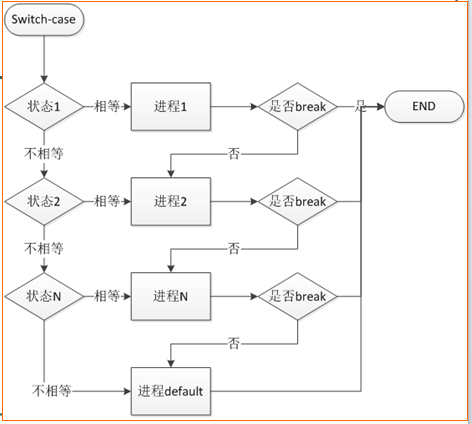 Switch-case
状态1
相等
进程1
是否break
是
END
不相等
否
状态2
相等
进程2
是否break
不相等
否
状态N
相等
进程N
是否break
否
不相等
进程default